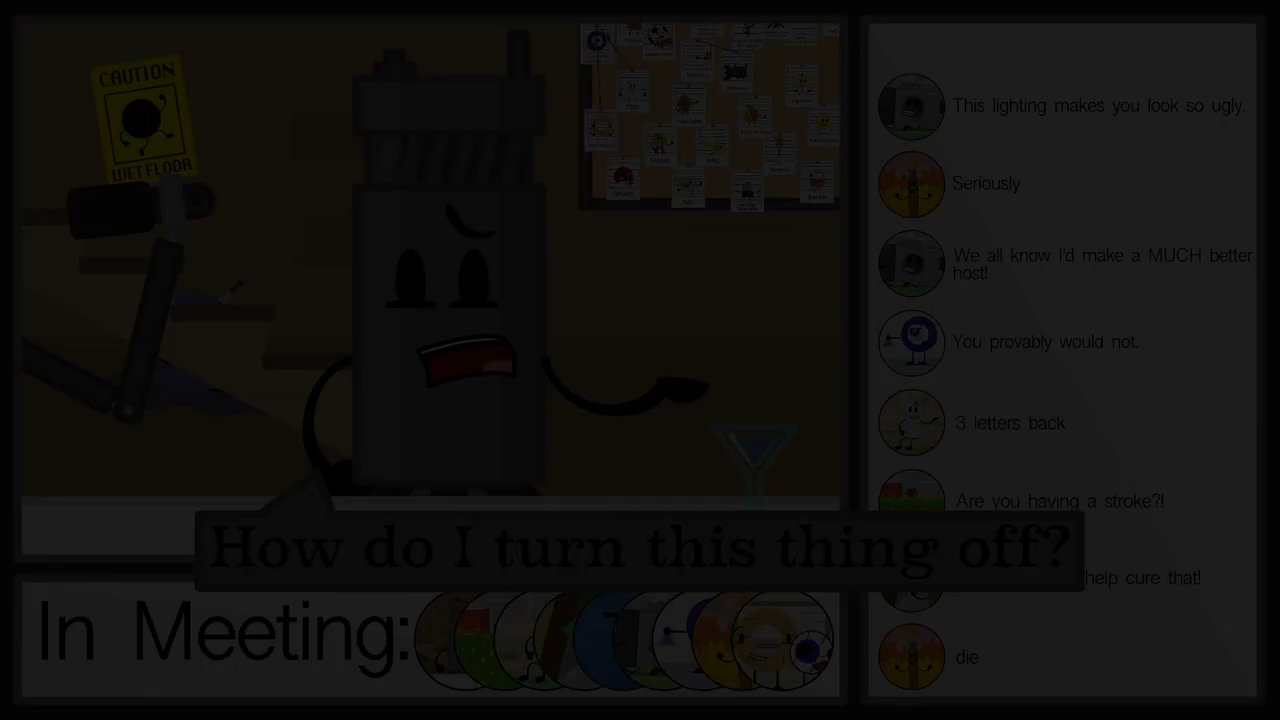 CAUTION
WET FLOOR
This lighting makes you look so ugly.
Seriously
We all know I'd make a MUCH better
host!
You provably would not.
3 letters back
Are you having a stroke?!
help cure that!
die
How do I turn this thing off?
In Meeting: